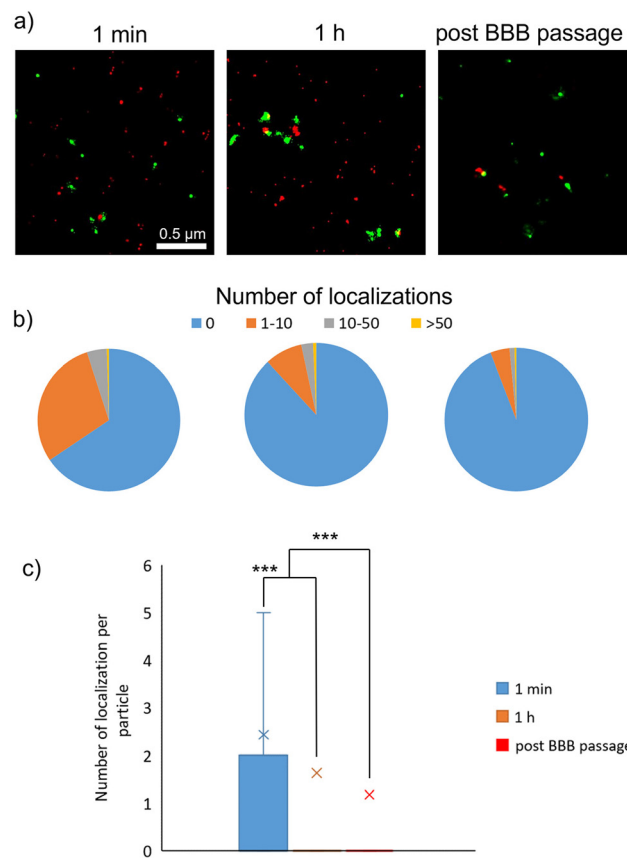 a)
1 min
1 h
post BBB passage
0.5 µm
Number of localizations
b)
0
1-10
10-50
>50
c)
***
***
6
5
4
3
2
1
0
Number of localization per
particle
1 min
1 h
post BBB passage